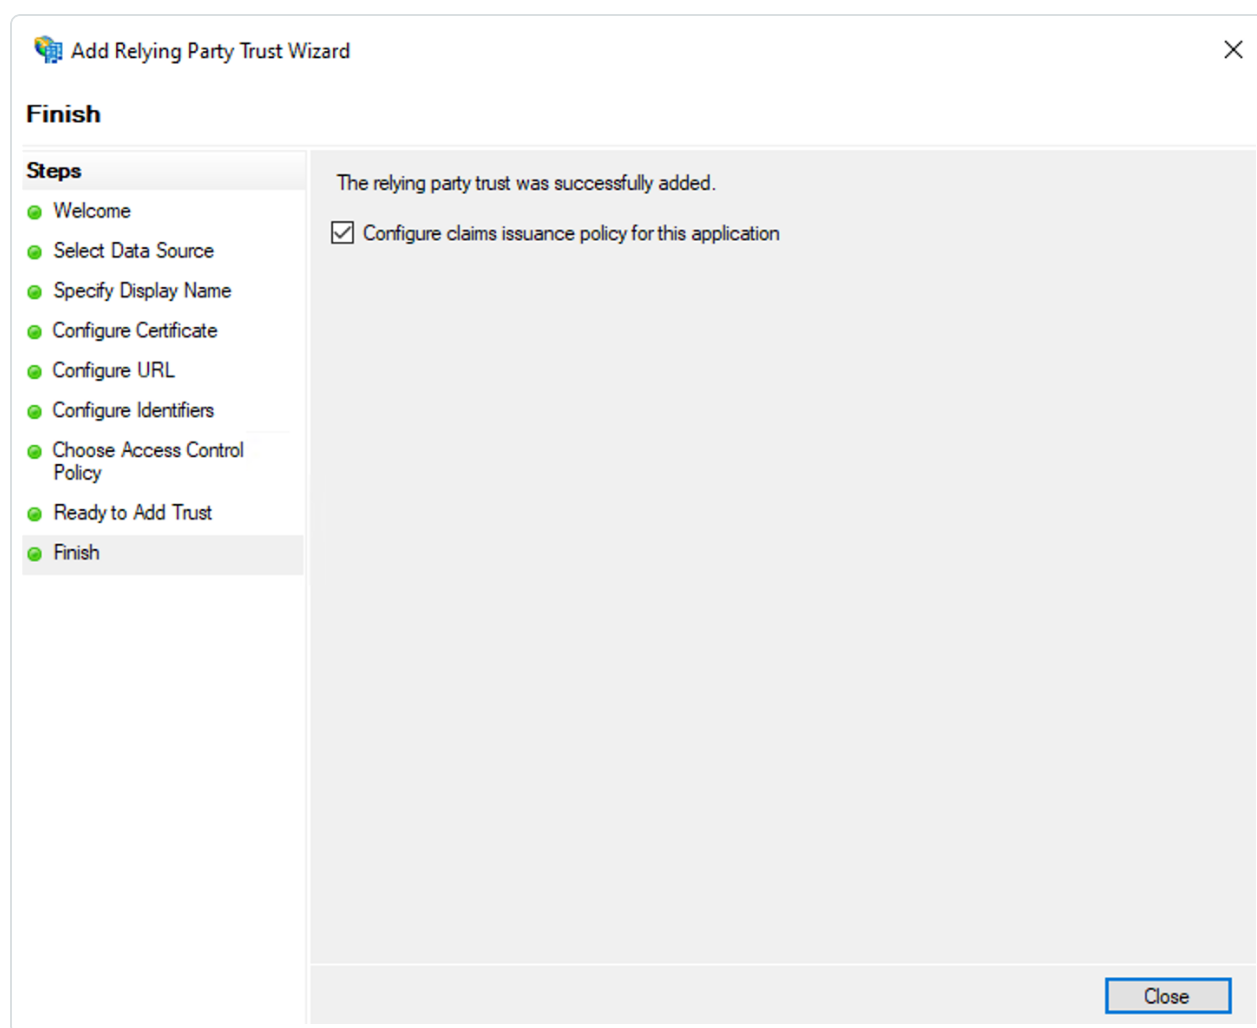 Add Relying Party Trust Wizard
Finish
Steps
Welcome
Select Data Source
Specify Display Name
Configure Certificate
Configure URL
Configure Identifiers
Choose Access Control
Policy
Ready to Add Trust
Finish
The relying party trust was successfully added.
Configure claims issuance policy for this application
Close